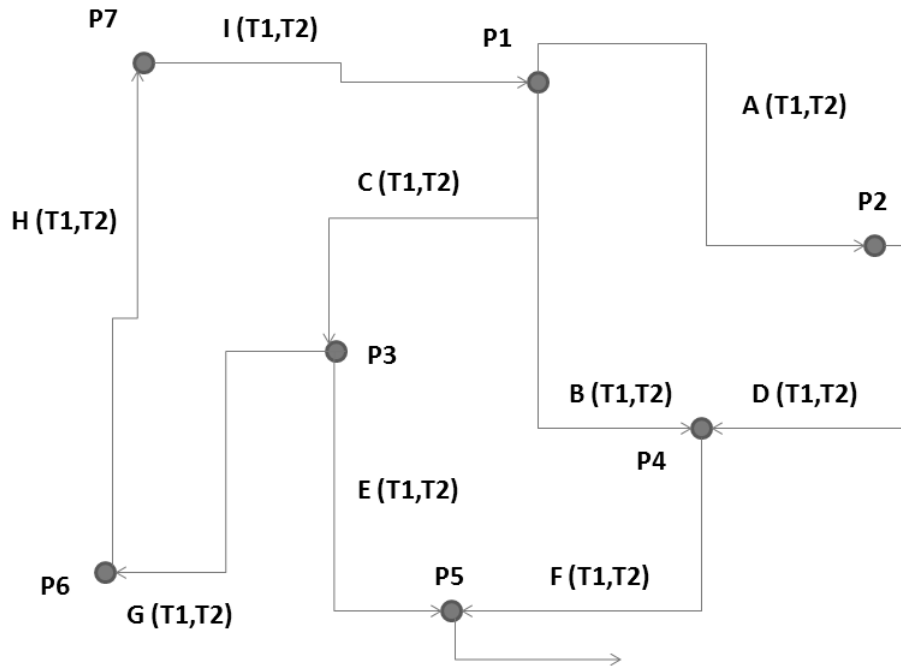 P7
I (T1,T2)
P1
A (T1,T2)
C (T1,T2)
P2
H (T1,T2)
P3
B (T1,T2)
D (T1,T2)
P4
E (T1,T2)
P5
F (T1,T2)
P6
G (T1,T2)